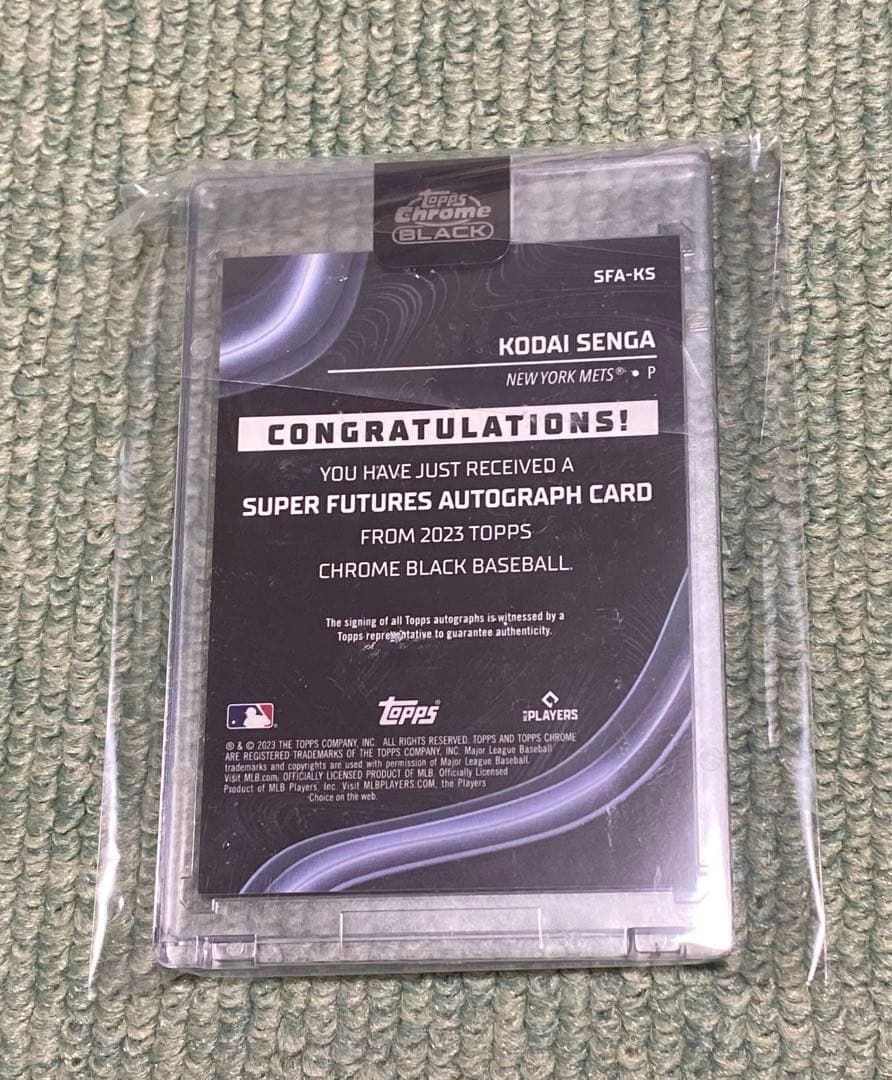 Topps
Chrome
BLACK
SFA-KS
KODAI SENGA
NEW YORK METS® • P
CONGRATULATIONS!
YOU HAVE JUST RECEIVED A
SUPER FUTURES AUTOGRAPH CARD
FROM 2023 TOPPS
CHROME BLACK BASEBALL.
The signing of all Topps autographs is witnessed by a
Topps representative to guarantee authenticity.
Topps
PLAYERS
® & © 2023 THE TOPPS COMPANY, INC. ALL RIGHTS RESERVED. TOPPS AND TOPPS CHROME
ARE REGISTERED TRADEMARKS OF THE TOPPS COMPANY, INC. Major League Baseball
trademarks and copyrights are used with permission of Major League Baseball.
Visit MLB.com. OFFICIALLY LICENSED PRODUCT OF MLB. Officially Licensed
Product of MLB Players, Inc. Visit MLBPLAYERS.COM, the Players
Choice on the web.